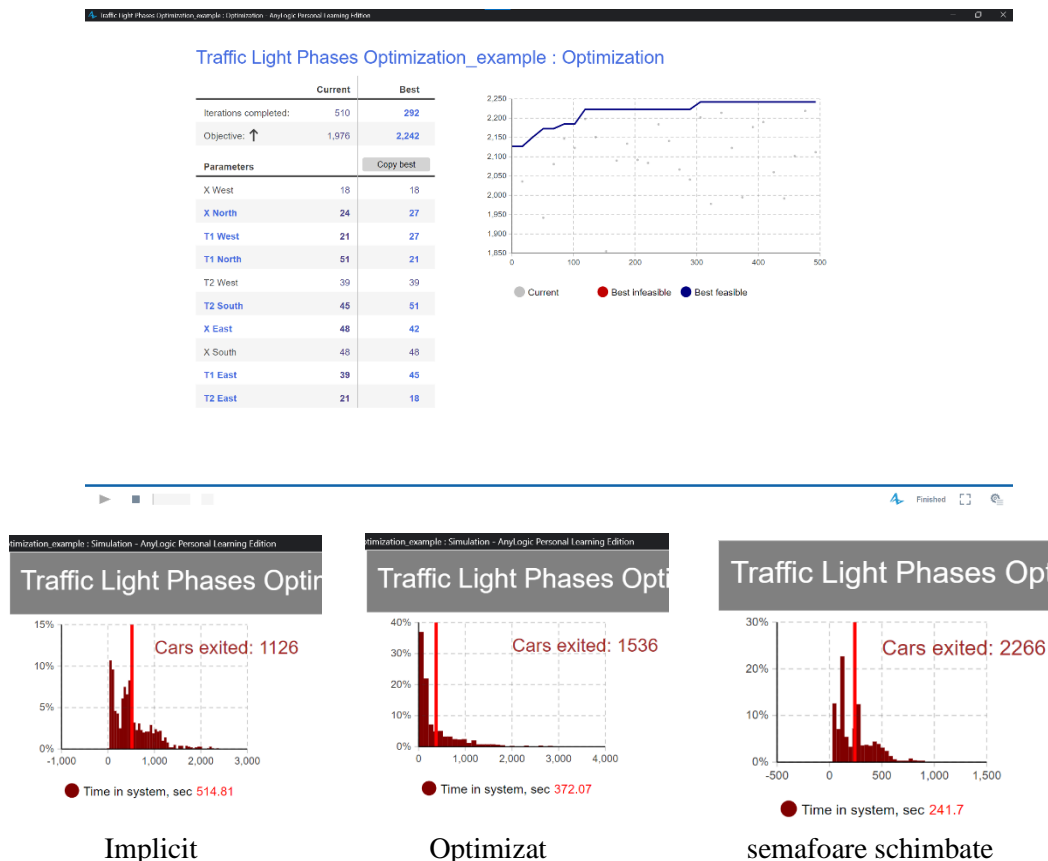 Traffic Light Phases Optimization_example : Optimization - AnyLogic Personal Learning Edition
Traffic Light Phases Optimization_example : Optimization
Current Best
Iterations completed: 510 292
Objective: ↑ 1,976 2,242
Parameters Copy best
X West 18 18
X North 24 27
T1 West 21 27
T1 North 51 21
T2 West 39 39
T2 South 45 51
X East 48 42
X South 48 48
T1 East 39 45
T2 East 21 18
2,250
2,200
2,150
2,100
2,050
2,000
1,950
1,900
1,850
0 100 200 300 400 500
Current Best infeasible Best feasible
Finished
otimization_example : Simulation - AnyLogic Personal Learning Edition
Traffic Light Phases Optir
15%
10%
5%
0%
Cars exited: 1126
-1,000 0 1,000 2,000 3,000
Time in system, sec 514.81
Implicit
otimization_example : Simulation - AnyLogic Personal Learning Edition
Traffic Light Phases Opti
40%
30%
20%
10%
0%
Cars exited: 1536
0 1,000 2,000 3,000 4,000
Time in system, sec 372.07
Optimizat
Traffic Light Phases Opt
30%
20%
10%
0%
Cars exited: 2266
-500 0 500 1,000 1,500
Time in system, sec 241.7
semafoare schimbate